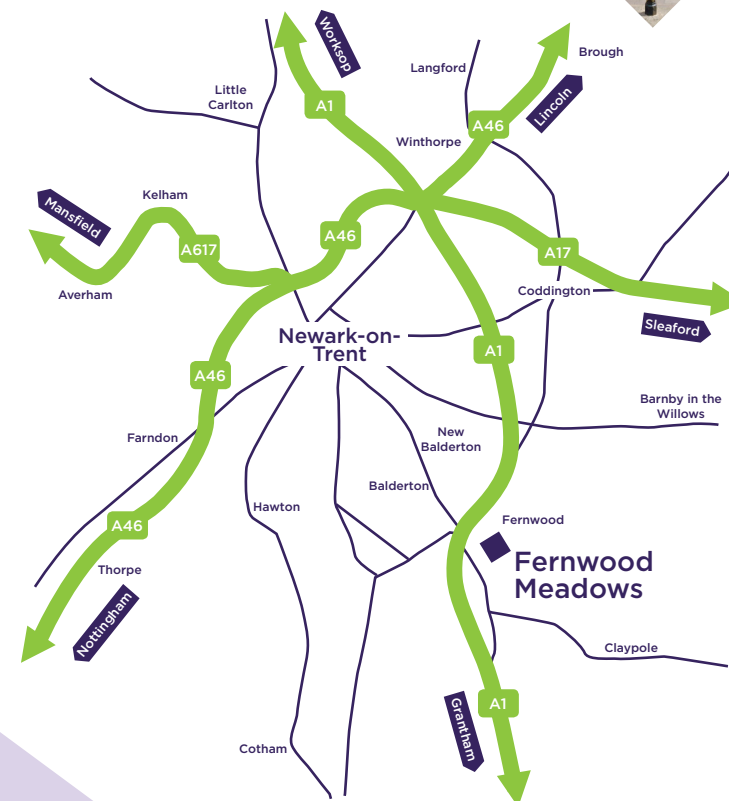 Worksop
Brough
Langford
Little
Carlton
A1
Lincoln
A46
Winthorpe
Kelham
Mansfield
A46
A617
A17
Averham
Coddington
Sleaford
Newark-on-
Trent
A1
A46
Barnby in the
Willows
Farndon
New
Balderton
Balderton
Hawton
Fernwood
A46
Fernwood
Meadows
Thorpe
Nottingham
Claypole
A1
Grantham
Cotham